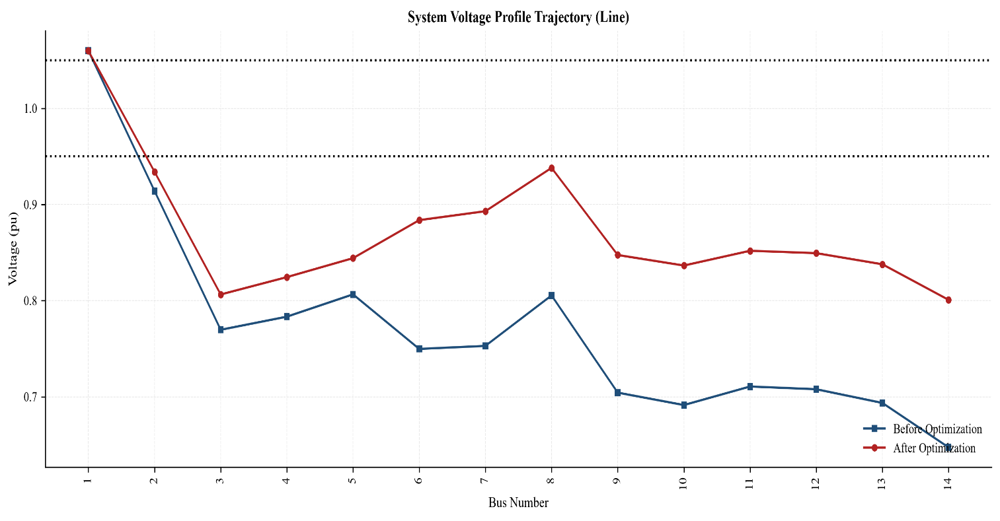 System Voltage Profile Trajectory (Line)
Voltage (pu)
1.0
0.9
0.8
0.7
Before Optimization
After Optimization
1 2 3 4 5 6 7 8 9 10 11 12 13 14
Bus Number